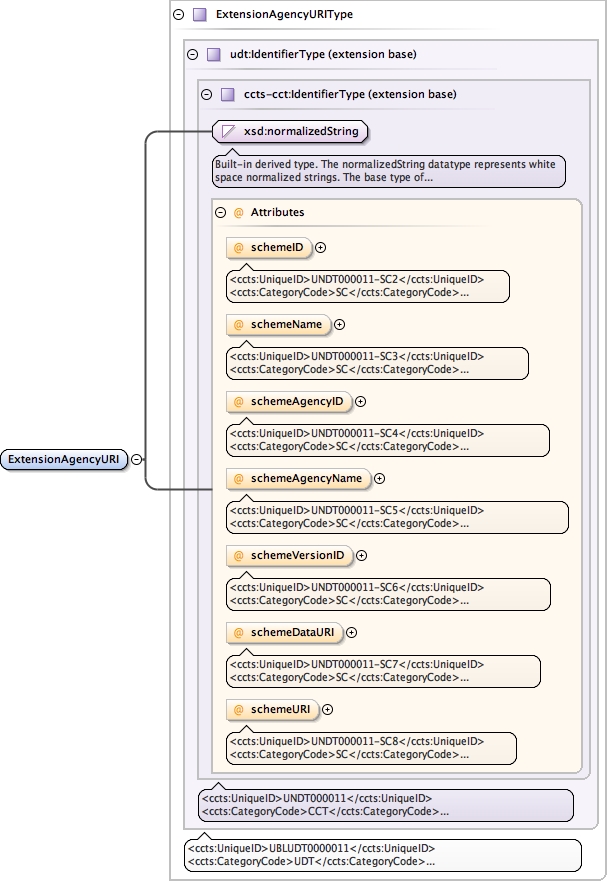 ExtensionAgencyURIType
udt:IdentifierType (extension base)
ccts-cct:IdentifierType (extension base)
xsd:normalizedString
Built-in derived type. The normalizedString datatype represents white
space normalized strings. The base type of...
@ Attributes
@ schemeID
<ccts:UniqueID>UNDT000011-SC2</ccts:UniqueID>
<ccts:CategoryCode>SC</ccts:CategoryCode>...
@ schemeName
<ccts:UniqueID>UNDT000011-SC3</ccts:UniqueID>
<ccts:CategoryCode>SC</ccts:CategoryCode>...
@ schemeAgencyID
<ccts:UniqueID>UNDT000011-SC4</ccts:UniqueID>
<ccts:CategoryCode>SC</ccts:CategoryCode>...
ExtensionAgencyURI
@ schemeAgencyName
<ccts:UniqueID>UNDT000011-SC5</ccts:UniqueID>
<ccts:CategoryCode>SC</ccts:CategoryCode>...
@ schemeVersionID
<ccts:UniqueID>UNDT000011-SC6</ccts:UniqueID>
<ccts:CategoryCode>SC</ccts:CategoryCode>...
@ schemeDataURI
<ccts:UniqueID>UNDT000011-SC7</ccts:UniqueID>
<ccts:CategoryCode>SC</ccts:CategoryCode>...
@ schemeURI
<ccts:UniqueID>UNDT000011-SC8</ccts:UniqueID>
<ccts:CategoryCode>SC</ccts:CategoryCode>...
<ccts:UniqueID>UNDT000011</ccts:UniqueID>
<ccts:CategoryCode>CCT</ccts:CategoryCode>...
<ccts:UniqueID>UBLUDT0000011</ccts:UniqueID>
<ccts:CategoryCode>UDT</ccts:CategoryCode>...